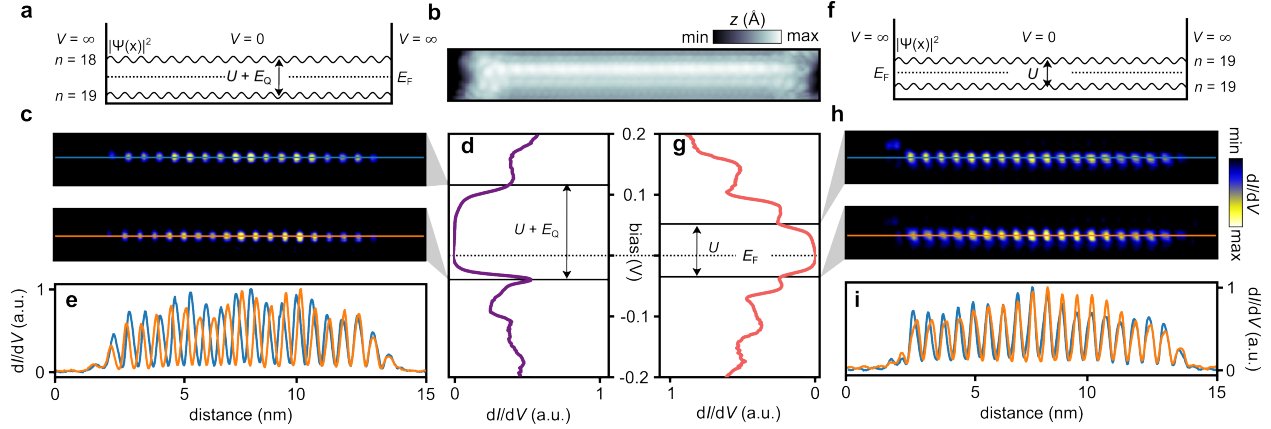 a
V = ∞
|Ψ(x)|²
V = 0
V = ∞
n = 18
U + E_Q
E_F
n = 19
b
z (Å)
min
max
f
V = ∞
|Ψ(x)|²
V = 0
V = ∞
n = 19
E_F
U
n = 19
c
d
U + E_Q
0
1
dI/dV (a.u.)
0.2
0.1
0
-0.1
-0.2
bias (V)
g
U
E_F
1
0
dI/dV (a.u.)
h
min
max
dI/dV
e
1
0
dI/dV (a.u.)
0
5
10
15
distance (nm)
i
1
0
dI/dV (a.u.)
0
5
10
15
distance (nm)